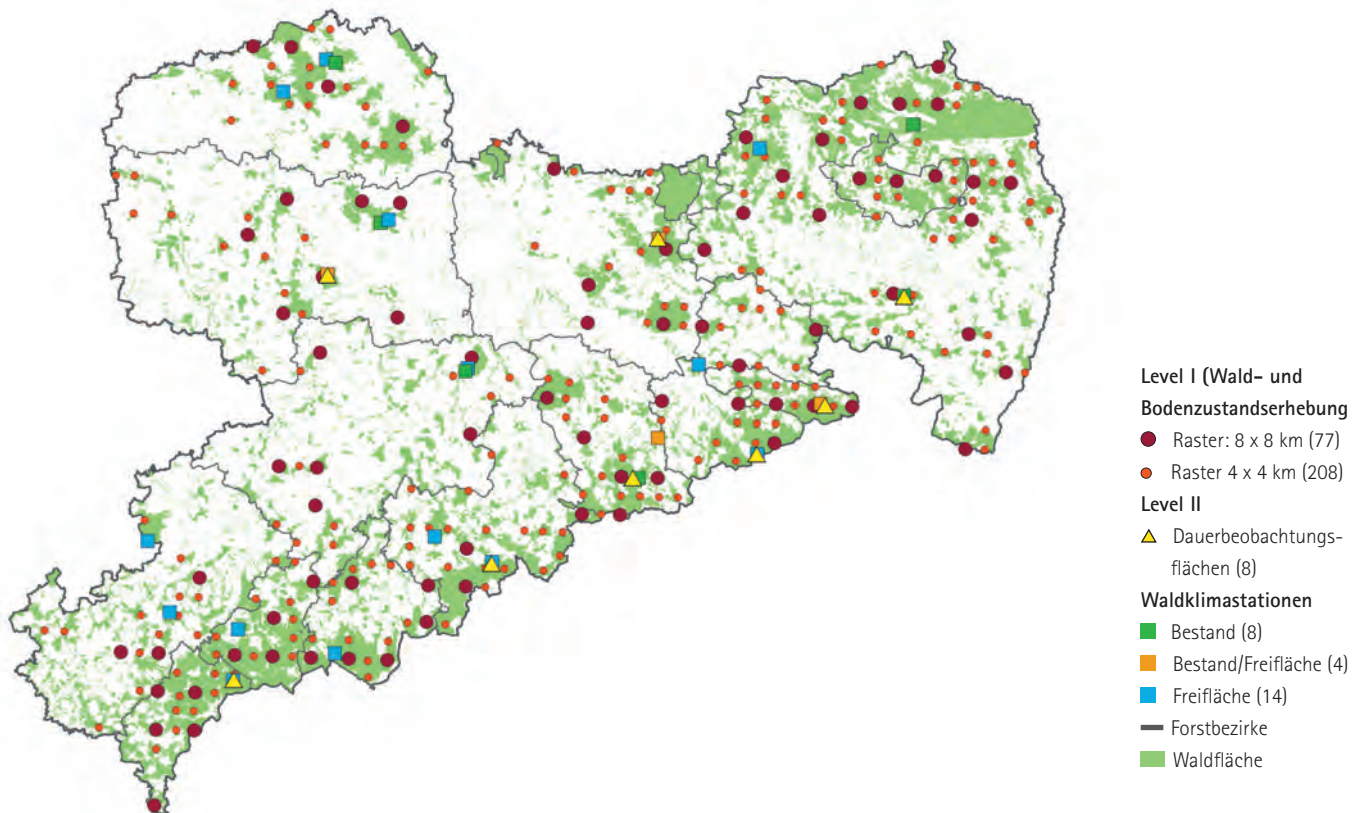 Level I (Wald- und
Bodenzustandserhebung
Raster: 8 x 8 km (77)
Raster 4 x 4 km (208)
Level II
Dauerbeobachtungs-
flächen (8)
Waldklimastationen
Bestand (8)
Bestand/Freifläche (4)
Freifläche (14)
Forstbezirke
Waldfläche